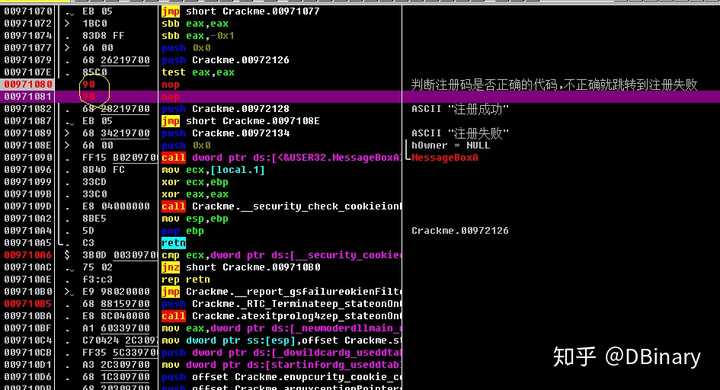 00971070 EB 05 jmp short Crackme.00971077
00971072 1BC0 sbb eax,eax
00971074 83D8 FF sbb eax,-0x1
00971077 6A 00 push 0x0
00971079 68 26219700 push Crackme.00972126
0097107E 85C0 test eax,eax
00971080 90 nop 判断注册码是否正确的代码,不正确就跳转到注册失败
00971081 90 nop
00971082 68 28219700 push Crackme.00972128 ASCII "注册成功"
00971087 EB 05 jmp short Crackme.0097108E
00971089 68 34219700 push Crackme.00972134 ASCII "注册失败"
0097108E 6A 00 push 0x0 hOwner = NULL
00971090 FF15 B0209700 call dword ptr ds:[<&USER32.MessageBoxA> MessageBoxA
00971096 8B4D FC mov ecx,[local.1]
00971099 33CD xor ecx,ebp
0097109B 33C0 xor eax,eax
0097109D E8 04000000 call Crackme.__security_check_cookieion
009710A2 8BE5 mov esp,ebp
009710A4 5D pop ebp Crackme.00972126
009710A5 C3 retn
009710A6 $ 3B0D 00309700 cmp ecx,dword ptr ds:[__security_cookie
009710AC 75 02 jnz short Crackme.009710B0
009710AE F3:c3 rep retn
009710B0 E9 98020000 jmp Crackme.__report_gsfailureokienFilte
009710B5 68 88159700 push Crackme._RTC_Terminateep_stateonOn
009710BA E8 8C040000 call Crackme.atexitprolog4zep_stateonOn
009710BF A1 60339700 mov eax,dword ptr ds:[_newmoderdllmain_
009710C4 C70424 2C309 mov dword ptr ss:[esp],offset Crackme.st
009710CB FF35 5C339700 push dword ptr ds:[_dowildcardy_useddta
009710D1 A3 2C309700 mov dword ptr ds:[startinfordy_useddtab
009710D6 68 1C309700 push offset Crackme.envpcurity_cookie_c
知乎 @DBinary